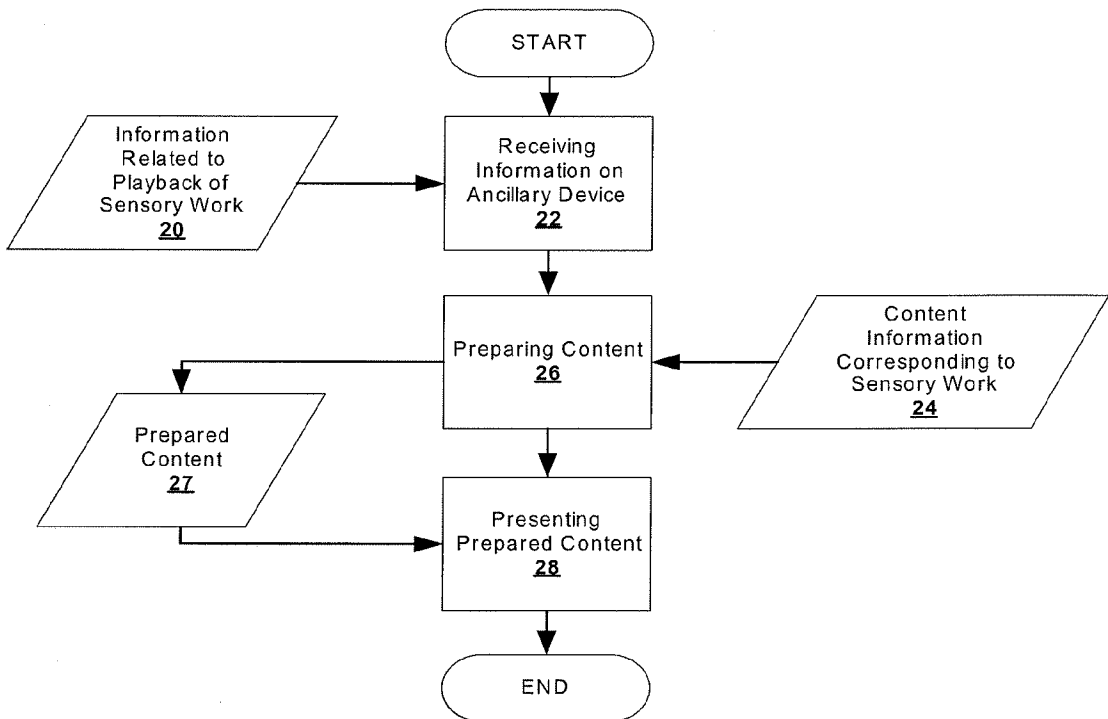 START
Information
Related to
Playback of
Sensory Work
20
Receiving
Information on
Ancillary Device
22
Preparing Content
26
Content
Information
Corresponding to
Sensory Work
24
Prepared
Content
27
Presenting
Prepared Content
28
END